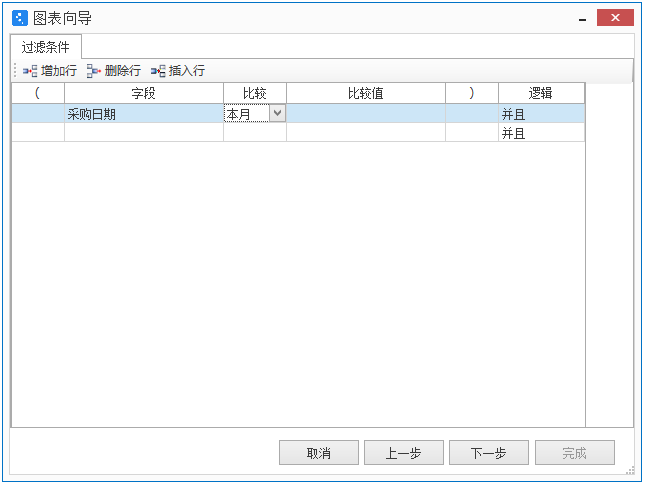 图表向导
过滤条件
增加行 删除行 插入行
( 字段 比较 比较值 ) 逻辑
采购日期 本月 并且
并且
取消 上一步 下一步 完成